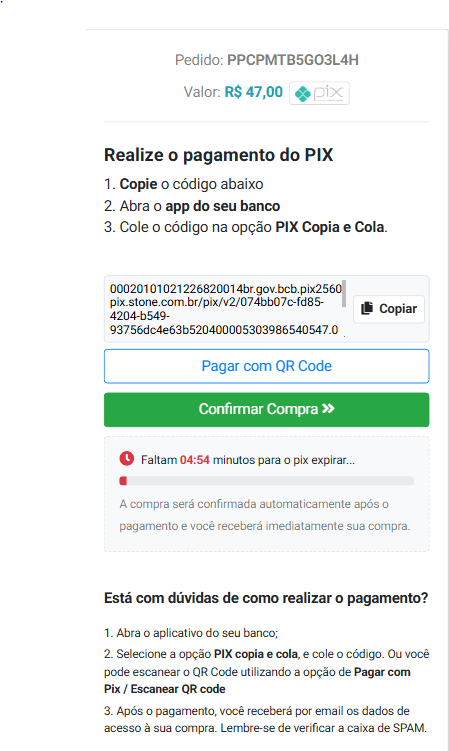 Pedido: PPCPMTB5GO3L4H
Valor: R$ 47,00 pix
Realize o pagamento do PIX
1. Copie o código abaixo
2. Abra o app do seu banco
3. Cole o código na opção PIX Copia e Cola.
00020101021226820014br.gov.bcb.pix2560
pix.stone.com.br/pix/v2/074bb07c-fd85-
4204-b549-
93756dc4e63b520400005303986540547.0
Copiar
Pagar com QR Code
Confirmar Compra »
Faltam 04:54 minutos para o pix expirar...
A compra será confirmada automaticamente após o
pagamento e você receberá imediatamente sua compra.
Está com dúvidas de como realizar o pagamento?
1. Abra o aplicativo do seu banco;
2. Selecione a opção PIX copia e cola, e cole o código. Ou você
pode escanear o QR Code utilizando a opção de Pagar com
Pix / Escanear QR code
3. Após o pagamento, você receberá por email os dados de
acesso à sua compra. Lembre-se de verificar a caixa de SPAM.